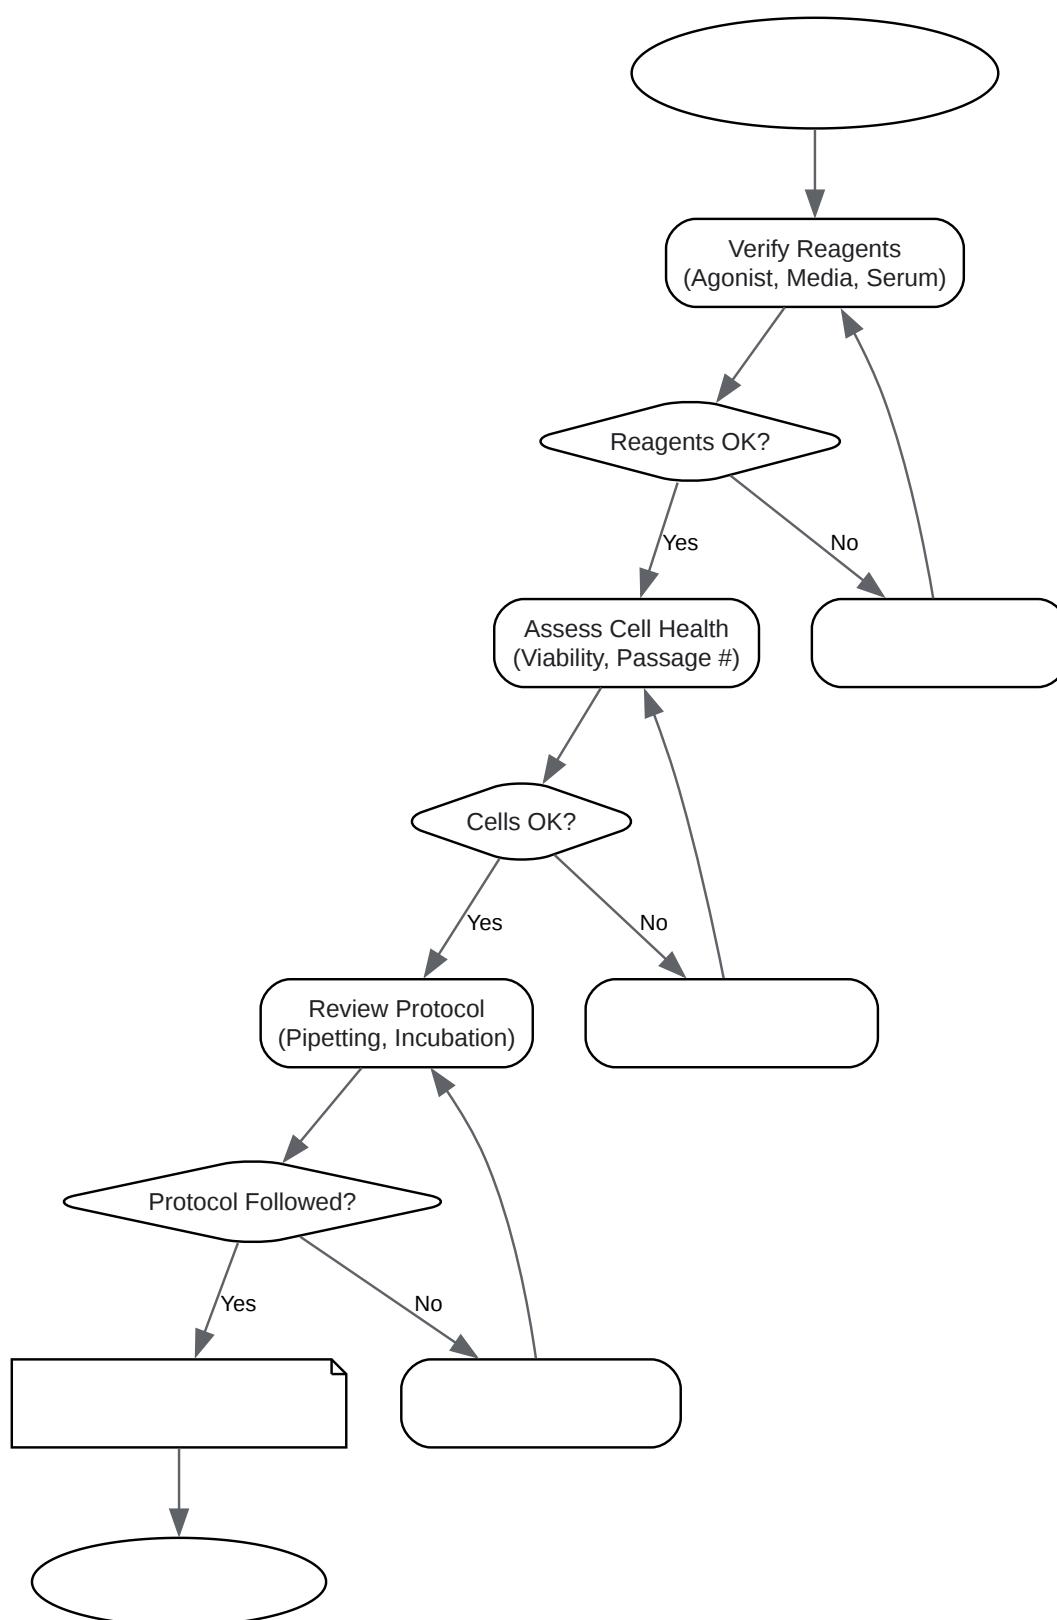 Verify Reagents
(Agonist, Media, Serum)
Reagents OK?
Yes
No
Assess Cell Health
(Viability, Passage #)
Cells OK?
Yes
No
Review Protocol
(Pipetting, Incubation)
Protocol Followed?
Yes
No